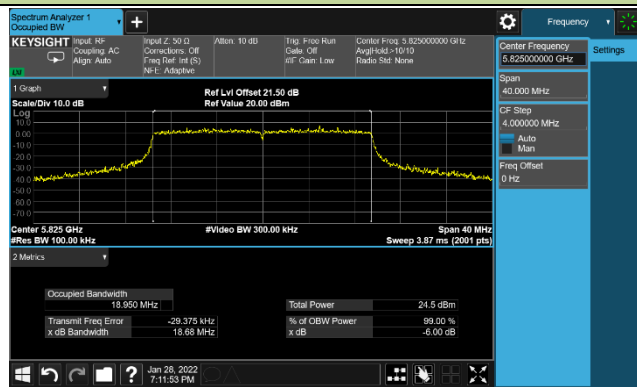 Spectrum Analyzer 1
Occupied BW
+
Frequency
KEYSIGHT
Input: RF
Coupling: AC
Align: Auto
Input Z: 50 Ω
Corrections: Off
Freq Ref: Int (S)
NFE: Adaptive
Atten: 10 dB
Trig: Free Run
Gate: Off
#IF Gain: Low
Center Freq: 5.825000000 GHz
Avg|Hold:>10/10
Radio Std: None
Center Frequency
5.825000000 GHz
Settings
Span
40.000 MHz
CF Step
4.000000 MHz
Auto
Man
Freq Offset
0 Hz
1 Graph
Scale/Div 10.0 dB
Ref Lvl Offset 21.50 dB
Ref Value 20.00 dBm
Log
10.0
0.00
-10.0
-20.0
-30.0
-40.0
-50.0
-60.0
-70.0
Center 5.825 GHz
#Video BW 300.00 kHz
Span 40 MHz
#Res BW 100.00 kHz
Sweep 3.87 ms (2001 pts)
2 Metrics
Occupied Bandwidth
18.950 MHz
Total Power
24.5 dBm
Transmit Freq Error
-29.375 kHz
% of OBW Power
99.00 %
x dB Bandwidth
18.68 MHz
x dB
-6.00 dB
?
Jan 28, 2022
7:11:53 PM